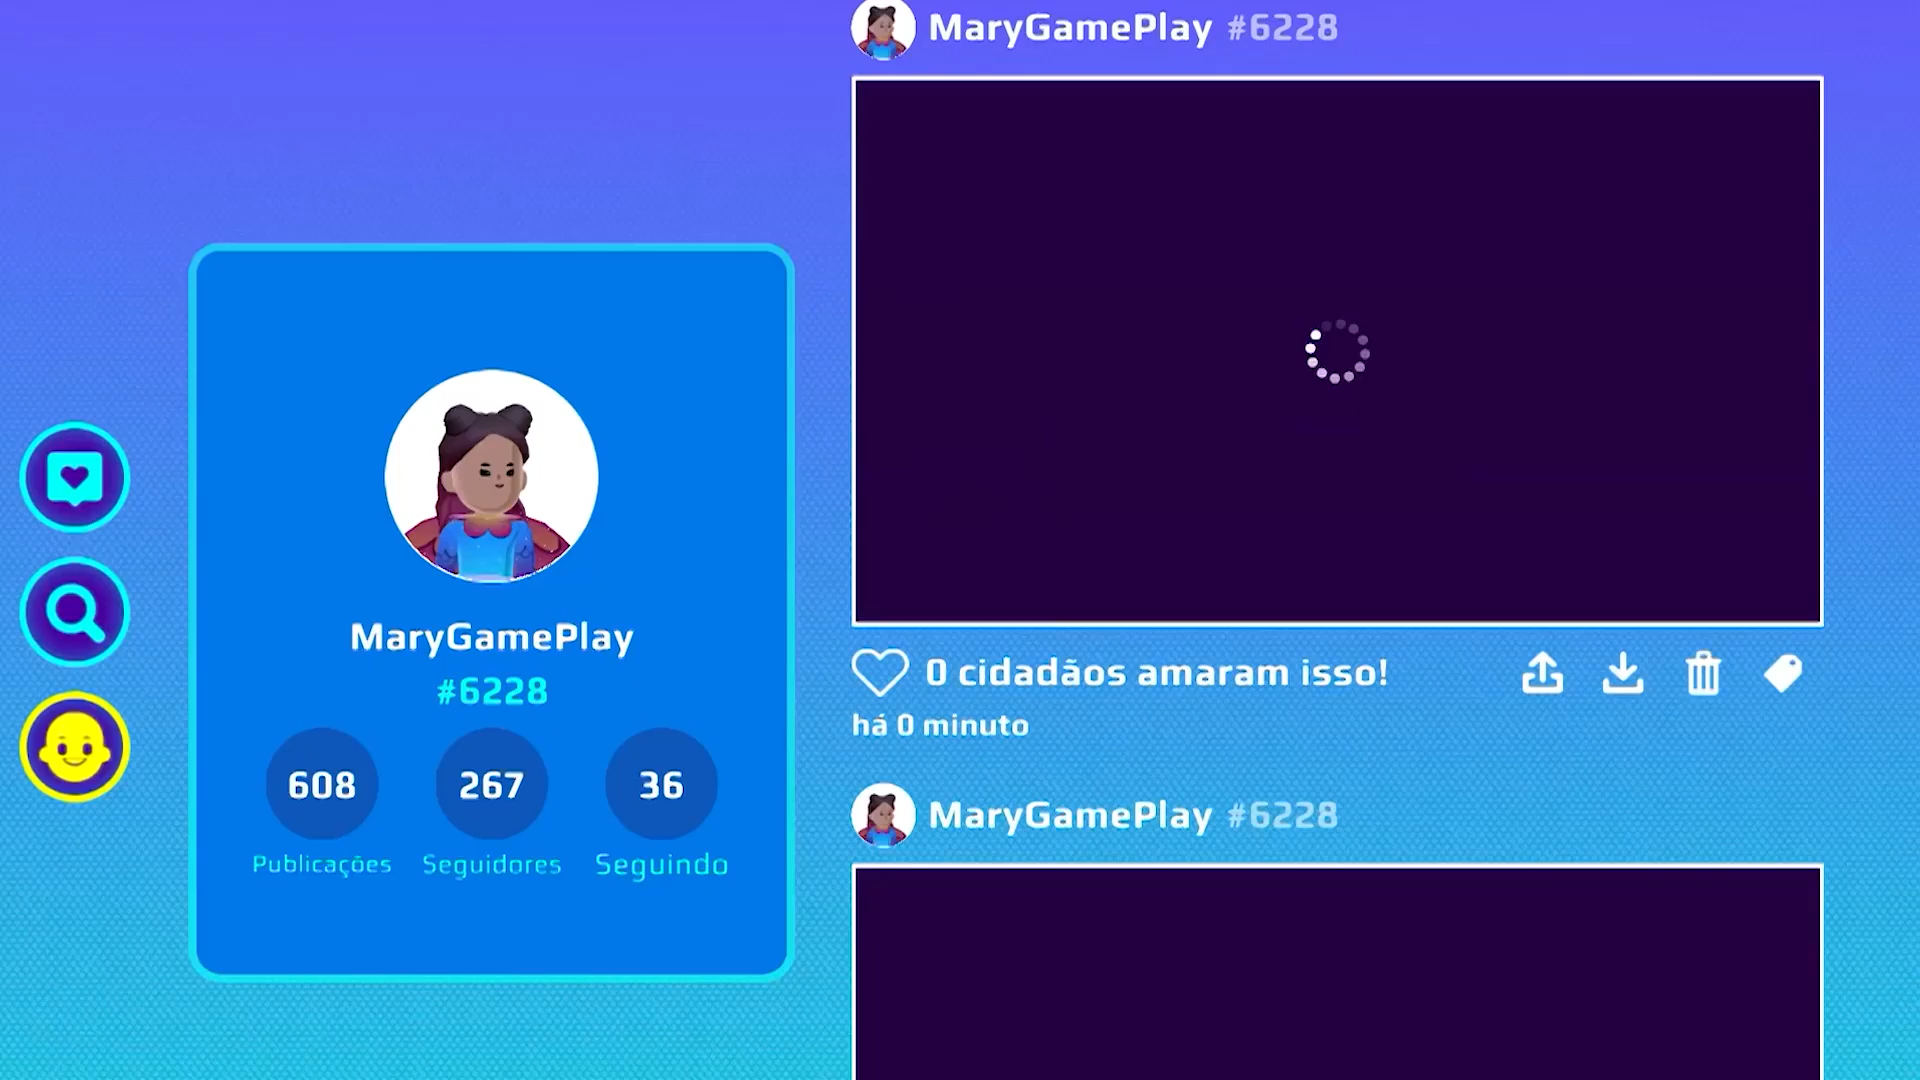 MaryGamePlay #6228
MaryGamePlay
#6228
608 267 36
Publicações Seguidores Seguindo
0 cidadãos amaram isso!
há 0 minuto
MaryGamePlay #6228